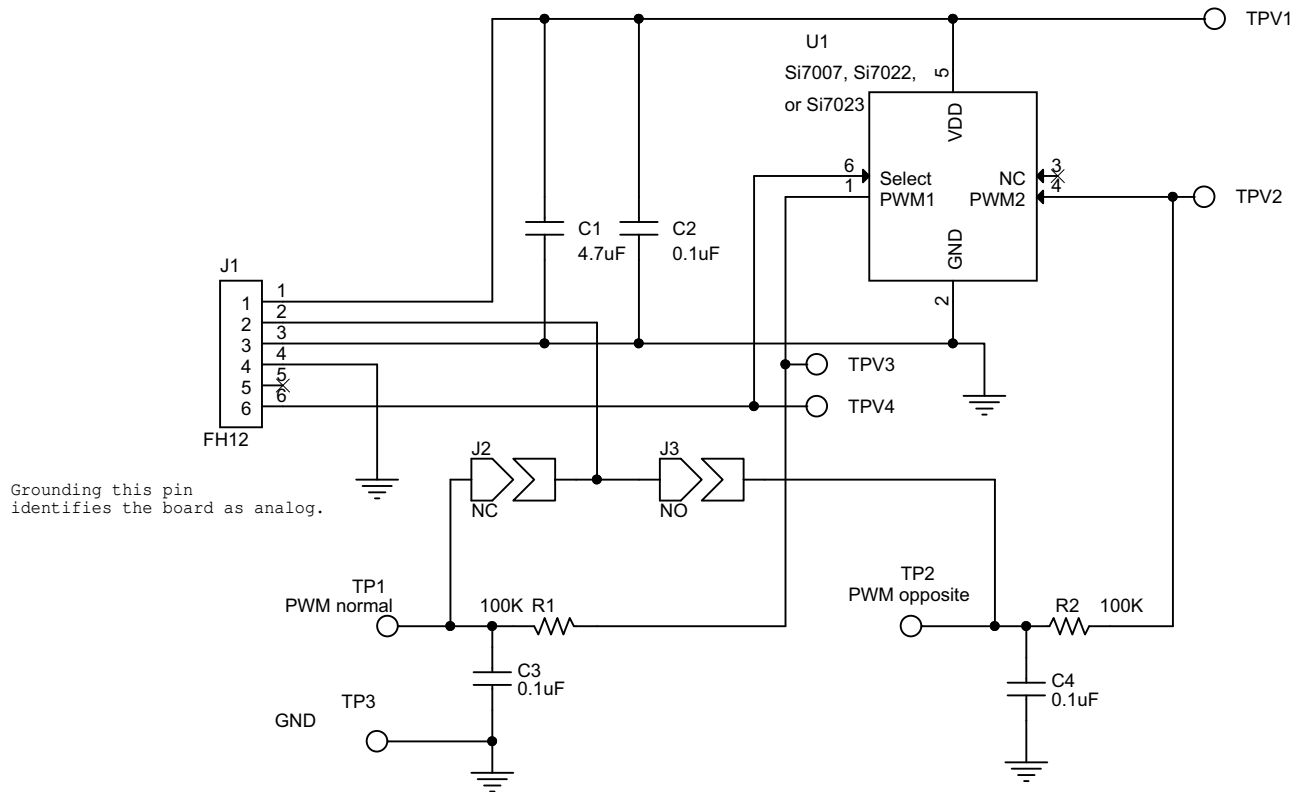 TPV1
U1
Si7007, Si7022,
or Si7023
5
VDD
6
Select
NC
3
1
PWM1
PWM2
4
TPV2
GND
2
C1
4.7uF
C2
0.1uF
J1
1
1
2
2
3
3
4
4
5
5
6
6
FH12
TPV3
TPV4
J2
NC
J3
NO
Grounding this pin
identifies the board as analog.
TP1
PWM normal
100K R1
TP2
PWM opposite
R2 100K
C3
0.1uF
C4
0.1uF
TP3
GND